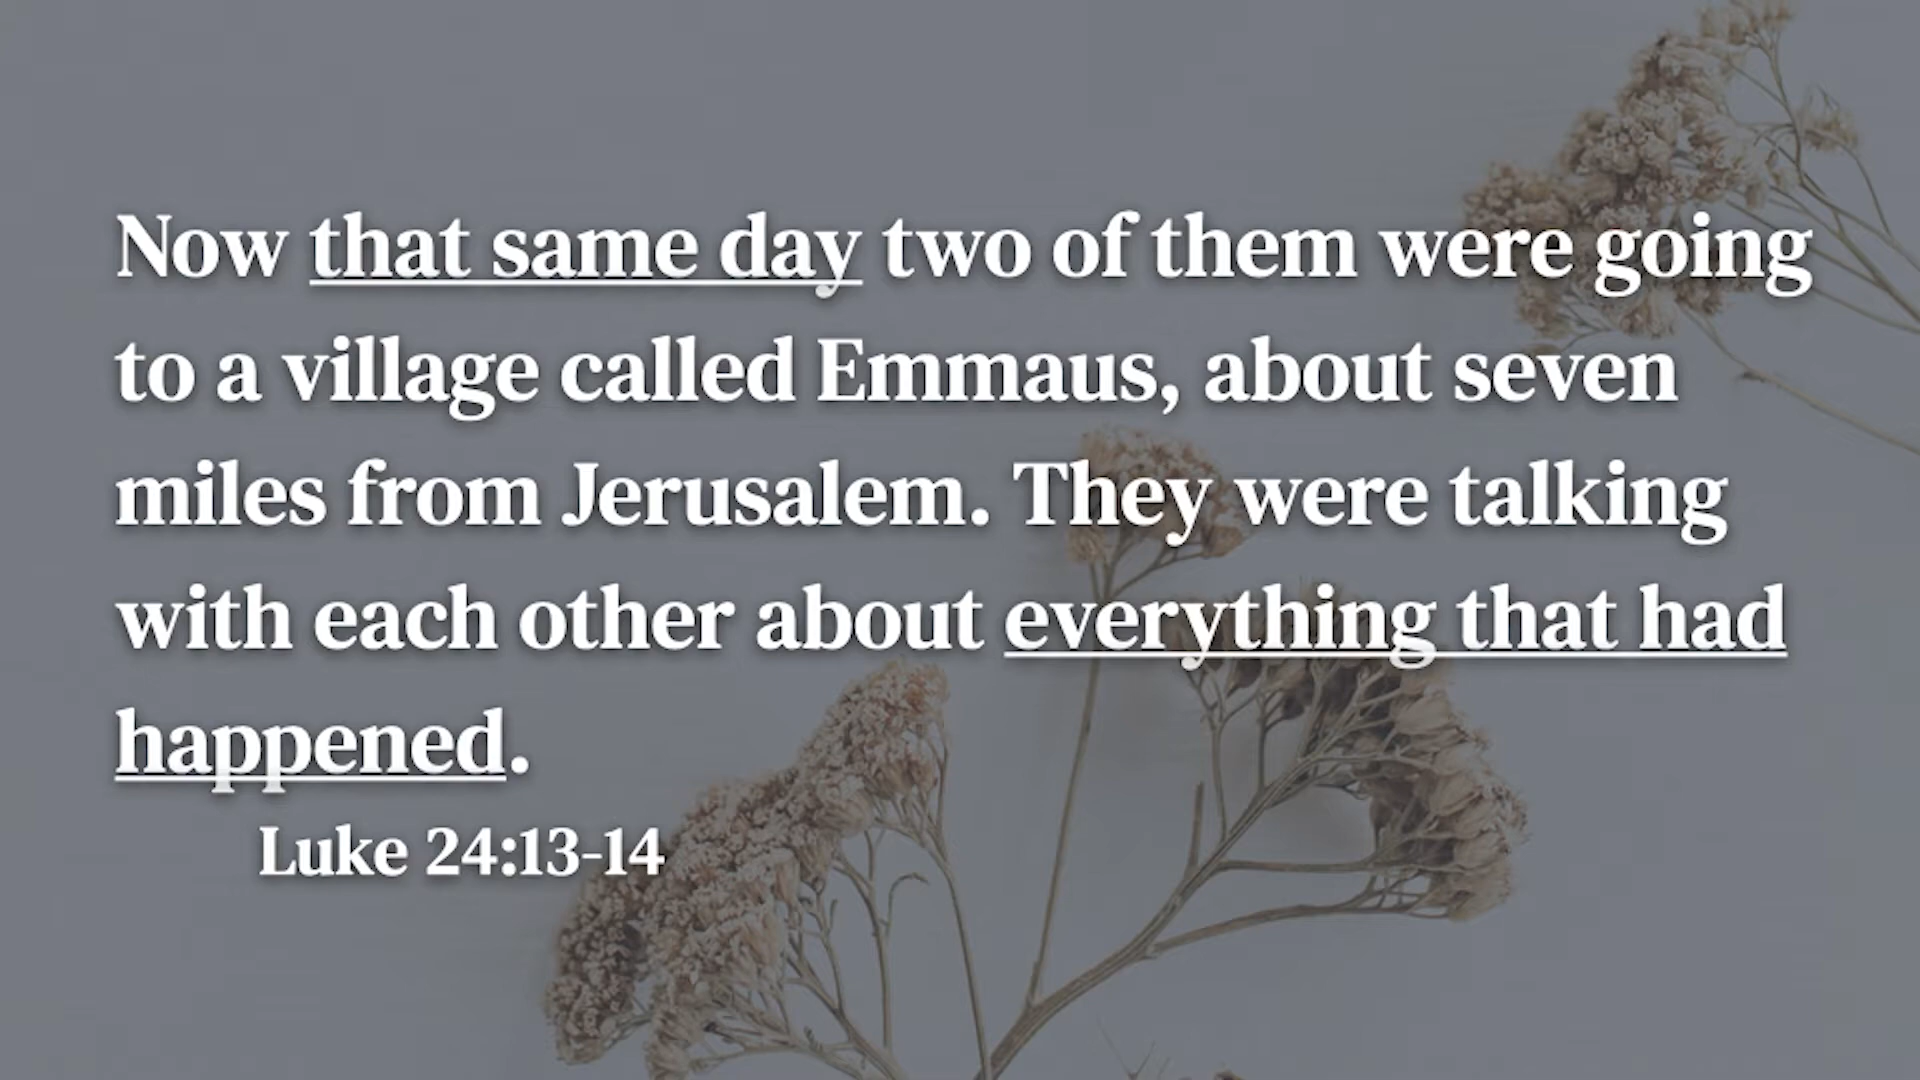 Now that same day two of them were going
to a village called Emmaus, about seven
miles from Jerusalem. They were talking
with each other about everything that had
happened.
Luke 24:13-14